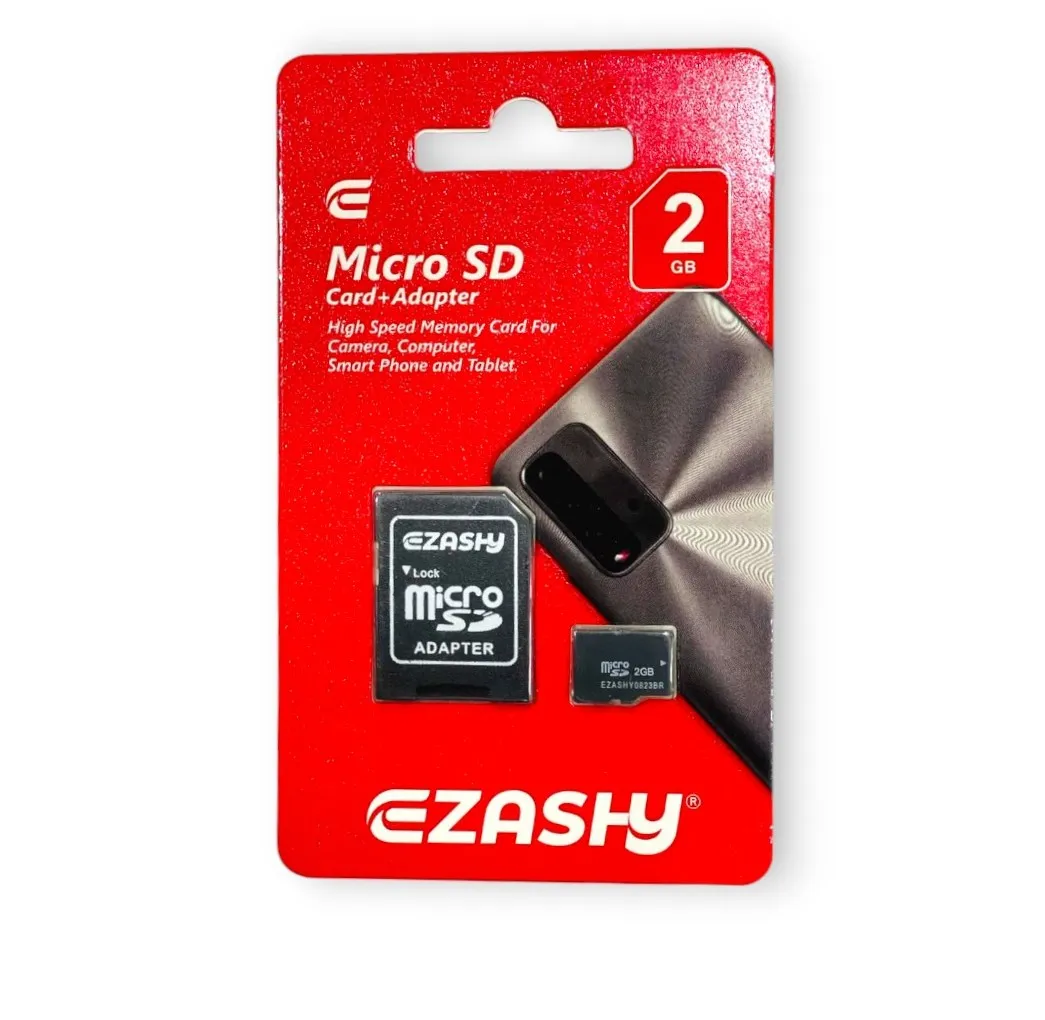 2
GB
Micro SD
Card+Adapter
High Speed Memory Card For
Camera, Computer,
Smart Phone and Tablet.
EZASHY
▼Lock
Micro
SD
ADAPTER
Micro
SD 2GB
EZASHY0823BR
EZASHY®